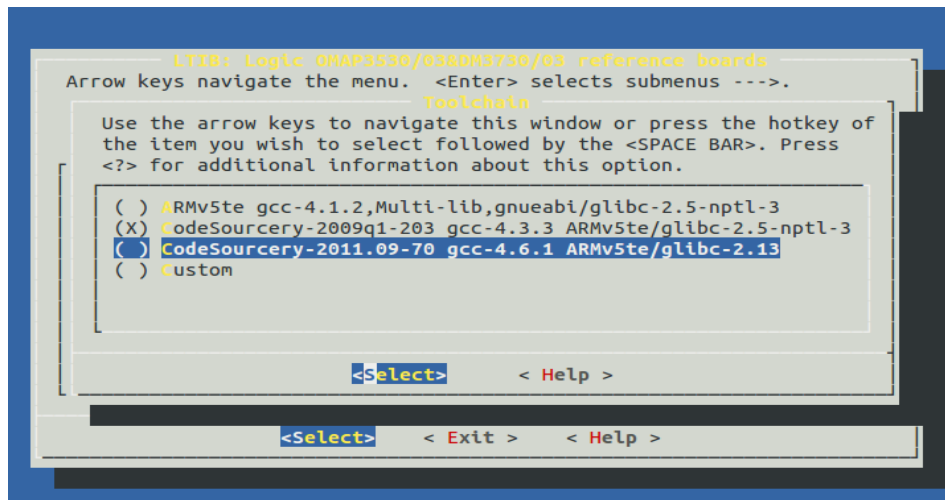 LTIB: Logic OMAP3530/03&DM3730/03 reference boards
Arrow keys navigate the menu. <Enter> selects submenus --->.
Toolchain
Use the arrow keys to navigate this window or press the hotkey of
the item you wish to select followed by the <SPACE BAR>. Press
<?> for additional information about this option.
( ) ARMv5te gcc-4.1.2,Multi-lib,gnueabi/glibc-2.5-nptl-3
(X) CodeSourcery-2009q1-203 gcc-4.3.3 ARMv5te/glibc-2.5-nptl-3
( ) CodeSourcery-2011.09-70 gcc-4.6.1 ARMv5te/glibc-2.13
( ) Custom
<Select> < Help >
<Select> < Exit > < Help >